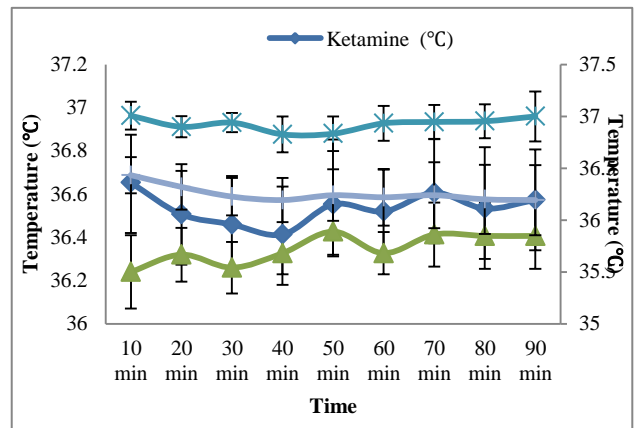 Ketamine (℃)
37.2
37
36.8
36.6
36.4
36.2
36
Temperature (℃)
37.5
37
36.5
36
35.5
35
Temperature (℃)
10 min
20 min
30 min
40 min
50 min
60 min
70 min
80 min
90 min
Time